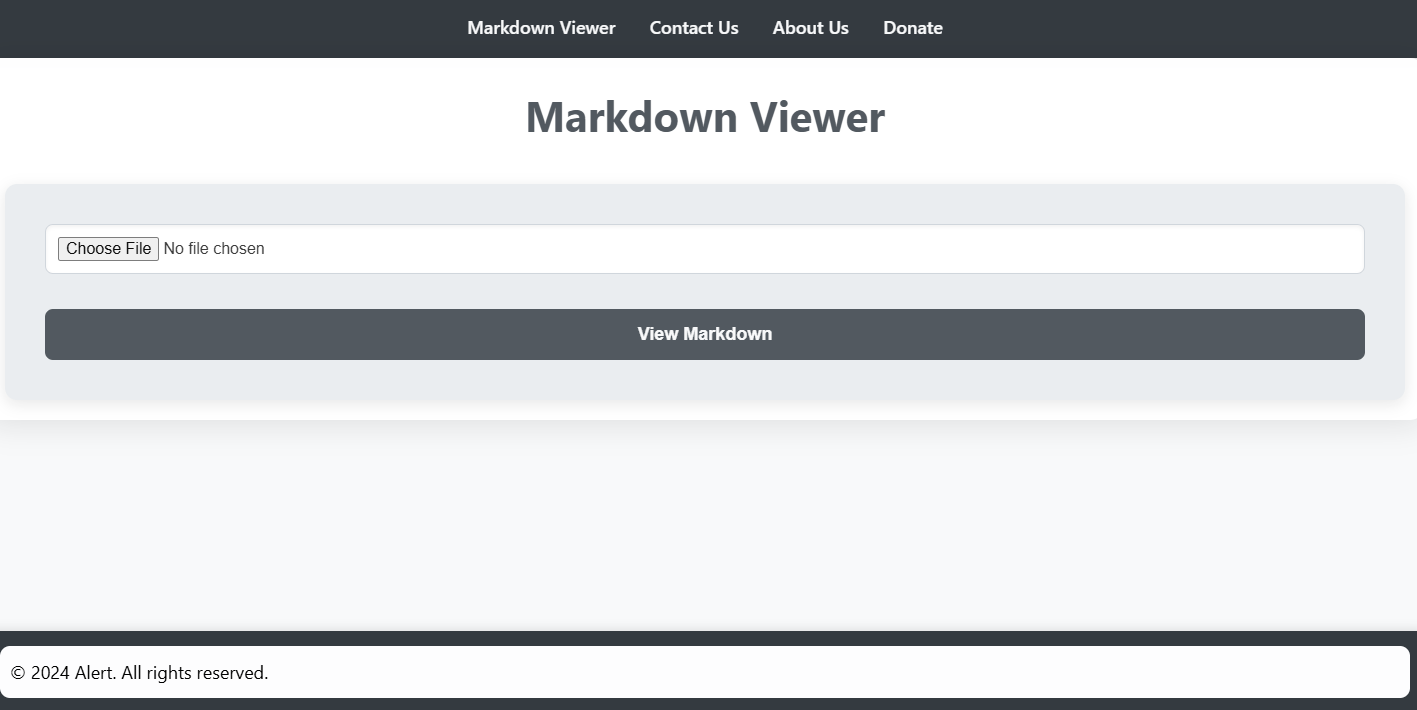 Markdown Viewer Contact Us About Us Donate
Markdown Viewer
Choose File No file chosen
View Markdown
© 2024 Alert. All rights reserved.